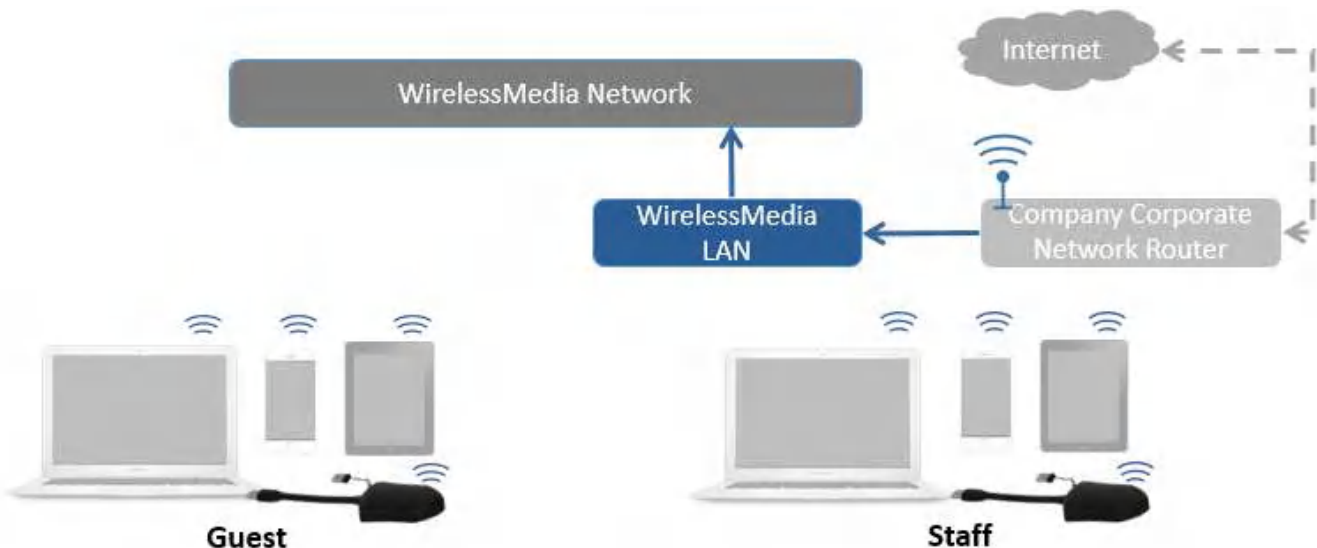 Internet
WirelessMedia Network
WirelessMedia
LAN
Company Corporate
Network Router
Guest
Staff